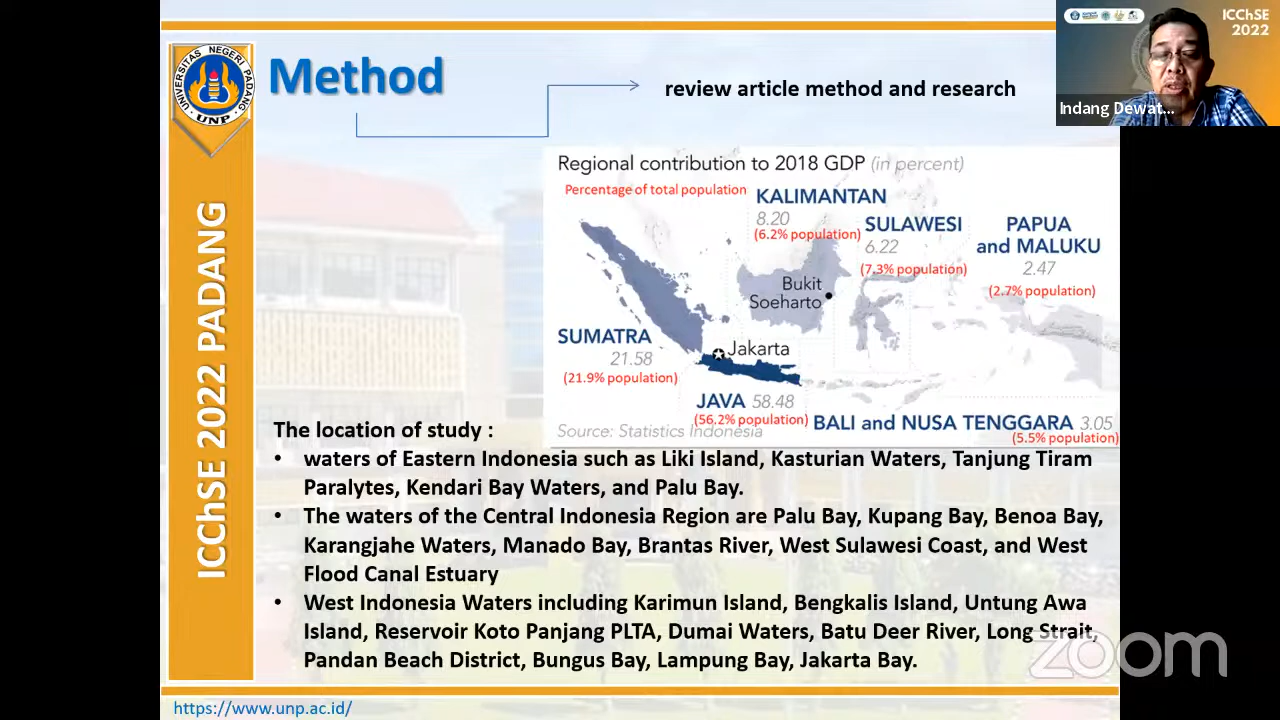 ICChSE
2022
Indang Dewat...
UNIVERSITAS NEGERI PADANG
UNP
ICChSE 2022 PADANG
Method
review article method and research
Regional contribution to 2018 GDP (in percent)
Percentage of total population
KALIMANTAN
8.20
(6.2% population)
SULAWESI
6.22
(7.3% population)
PAPUA
and MALUKU
2.47
(2.7% population)
Bukit
Soeharto
SUMATRA
21.58
(21.9% population)
Jakarta
JAVA 58.48
(56.2% population)
BALI and NUSA TENGGARA 3.05
(5.5% population)
Source: Statistics Indonesia
The location of study :
• waters of Eastern Indonesia such as Liki Island, Kasturian Waters, Tanjung Tiram
Paralytes, Kendari Bay Waters, and Palu Bay.
• The waters of the Central Indonesia Region are Palu Bay, Kupang Bay, Benoa Bay,
Karangjahe Waters, Manado Bay, Brantas River, West Sulawesi Coast, and West
Flood Canal Estuary
• West Indonesia Waters including Karimun Island, Bengkalis Island, Untung Awa
Island, Reservoir Koto Panjang PLTA, Dumai Waters, Batu Deer River, Long Strait,
Pandan Beach District, Bungus Bay, Lampung Bay, Jakarta Bay.
zoom
https://www.unp.ac.id/